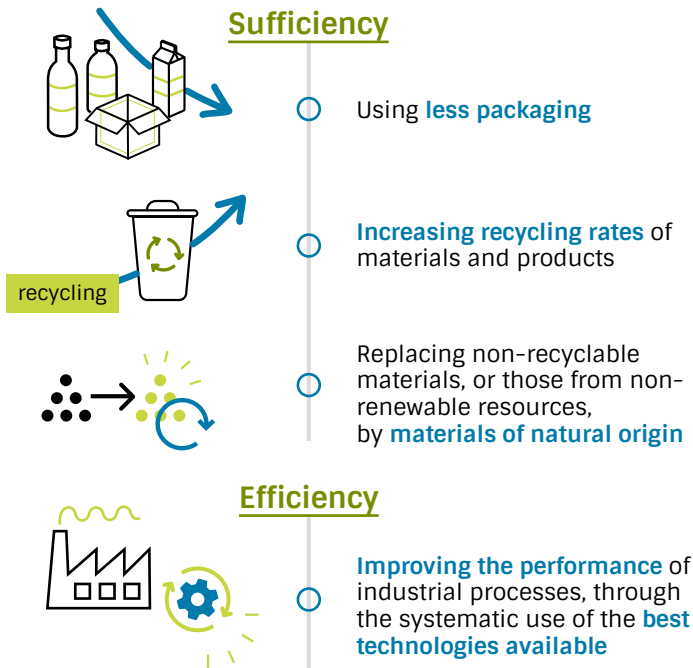 Sufficiency
Using less packaging
Increasing recycling rates of
materials and products
recycling
Replacing non-recyclable
materials, or those from non-
renewable resources,
by materials of natural origin
Efficiency
Improving the performance of
industrial processes, through
the systematic use of the best
technologies available